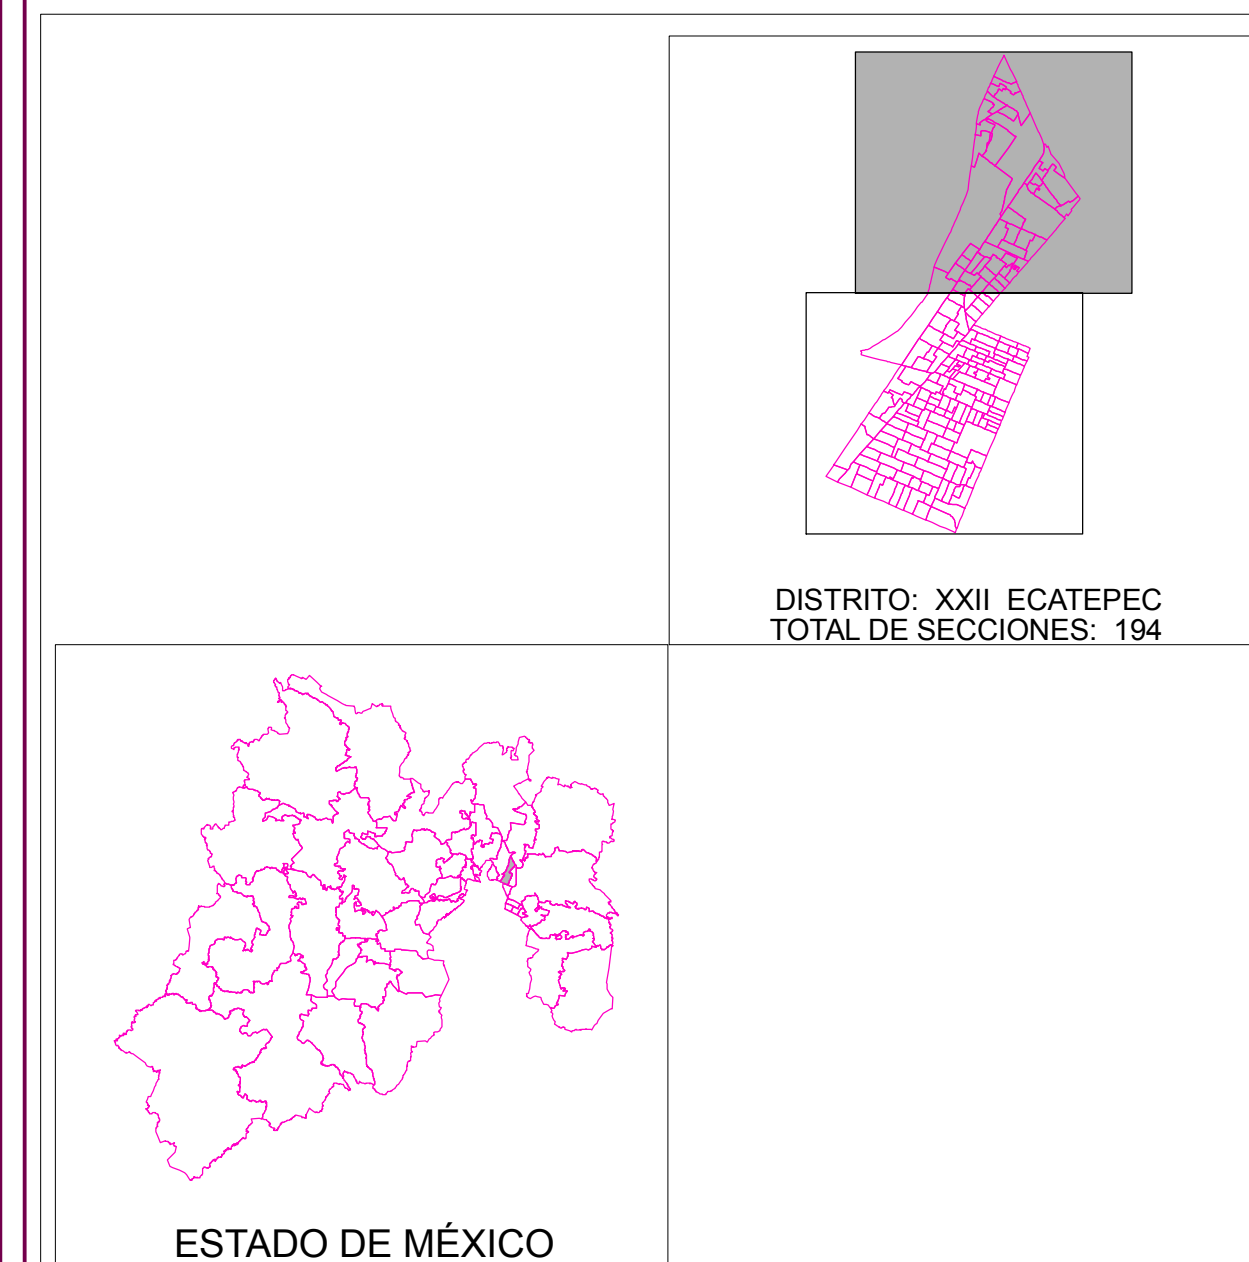 DISTRITO: XXII ECATEPEC
TOTAL DE SECCIONES: 194
ESTADO DE MÉXICO